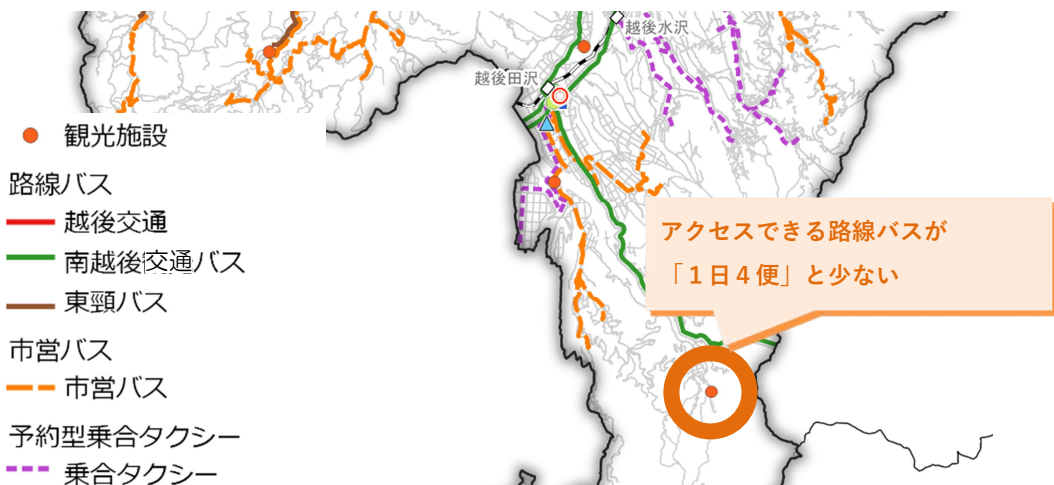 越後水沢
越後田沢
観光施設
路線バス
越後交通
南越後交通バス
東頸バス
市営バス
市営バス
予約型乗合タクシー
乗合タクシー
アクセスできる路線バスが
「１日４便」と少ない